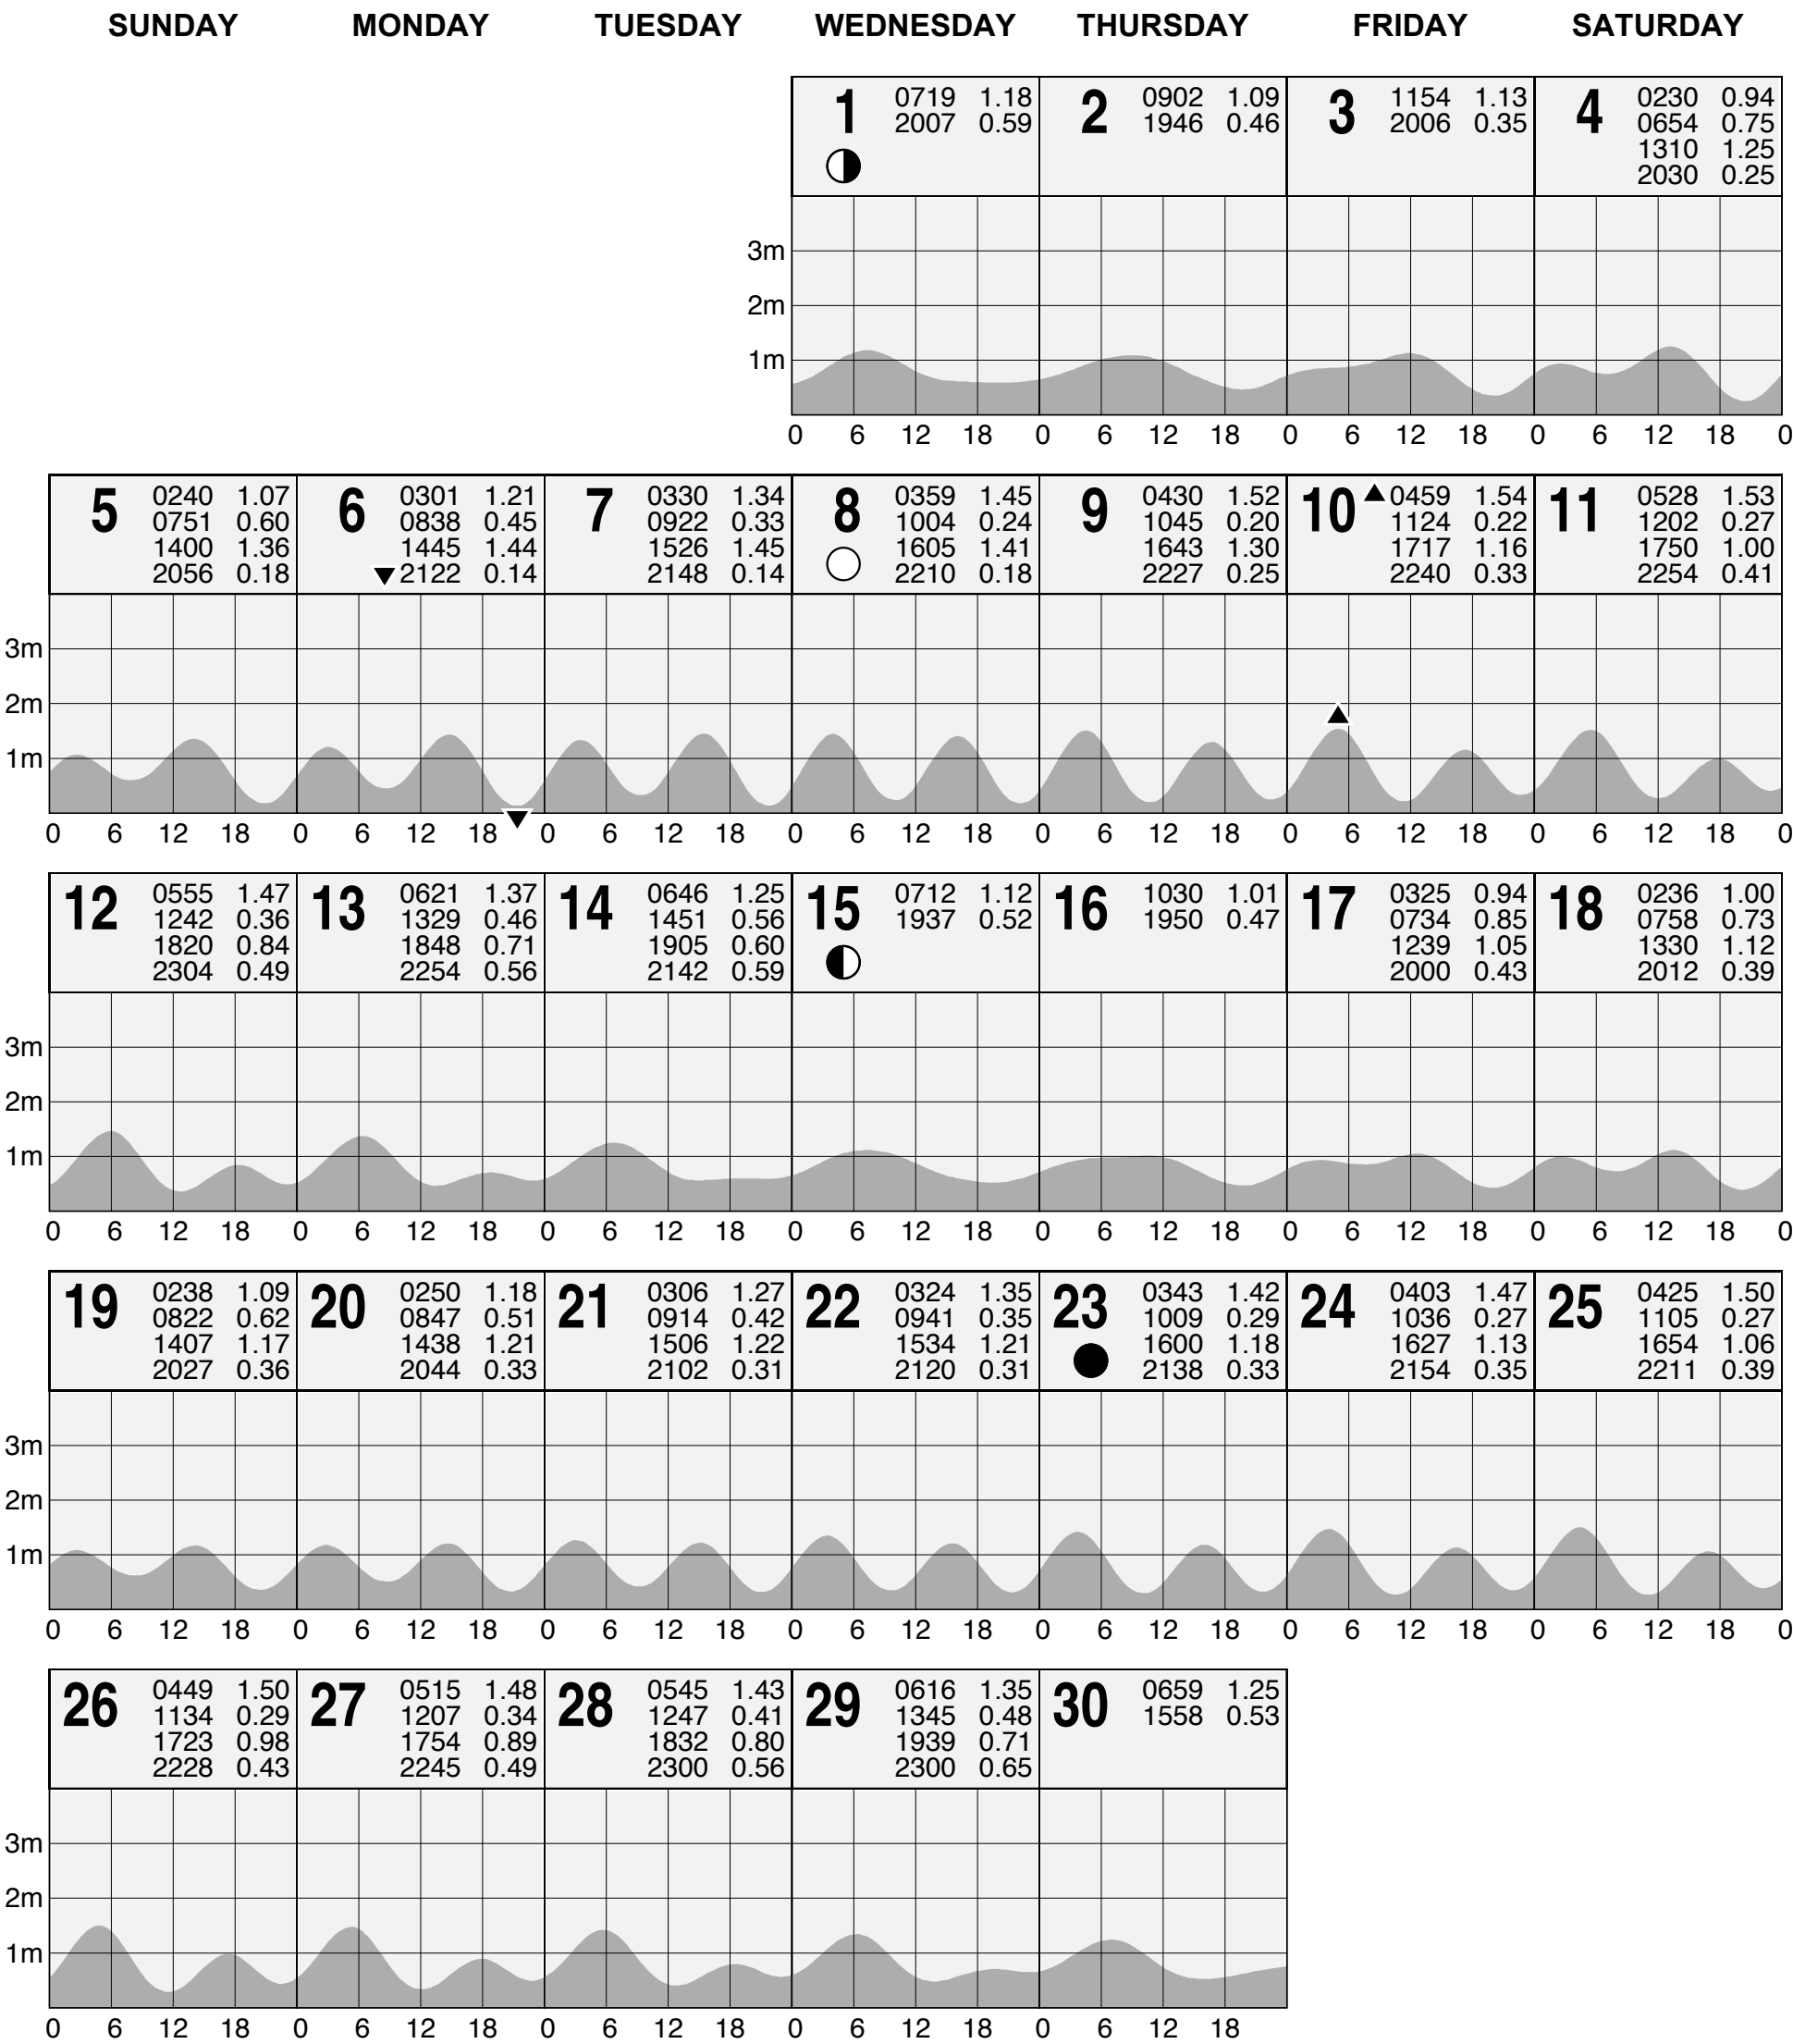 SUNDAY MONDAY TUESDAY WEDNESDAY THURSDAY FRIDAY SATURDAY
1 0719 1.18 2 0902 1.09 3 1154 1.13 4 0230 0.94
2007 0.59 1946 0.46 2006 0.35 0654 0.75
1310 1.25
2030 0.25
3m
2m
1m
0 6 12 18 0 6 12 18 0 6 12 18 0 6 12 18 0
5 0240 1.07 6 0301 1.21 7 0330 1.34 8 0359 1.45 9 0430 1.52 10 0459 1.54 11 0528 1.53
0751 0.60 0838 0.45 0922 0.33 1004 0.24 1045 0.20 1124 0.22 1202 0.27
1400 1.36 1445 1.44 1526 1.45 1605 1.41 1643 1.30 1717 1.16 1750 1.00
2056 0.18 2122 0.14 2148 0.14 2210 0.18 2227 0.25 2240 0.33 2254 0.41
3m
2m
1m
0 6 12 18 0 6 12 18 0 6 12 18 0 6 12 18 0 6 12 18 0 6 12 18 0 6 12 18 0
12 0555 1.47 13 0621 1.37 14 0646 1.25 15 0712 1.12 16 1030 1.01 17 0325 0.94 18 0236 1.00
1242 0.36 1329 0.46 1451 0.56 1937 0.52 1950 0.47 0734 0.85 0758 0.73
1820 0.84 1848 0.71 1905 0.60 1239 1.05 1330 1.12
2304 0.49 2254 0.56 2142 0.59 2000 0.43 2012 0.39
3m
2m
1m
0 6 12 18 0 6 12 18 0 6 12 18 0 6 12 18 0 6 12 18 0 6 12 18 0 6 12 18 0
19 0238 1.09 20 0250 1.18 21 0306 1.27 22 0324 1.35 23 0343 1.42 24 0403 1.47 25 0425 1.50
0822 0.62 0847 0.51 0914 0.42 0941 0.35 1009 0.29 1036 0.27 1105 0.27
1407 1.17 1438 1.21 1506 1.22 1534 1.21 1600 1.18 1627 1.13 1654 1.06
2027 0.36 2044 0.33 2102 0.31 2120 0.31 2138 0.33 2154 0.35 2211 0.39
3m
2m
1m
0 6 12 18 0 6 12 18 0 6 12 18 0 6 12 18 0 6 12 18 0 6 12 18 0 6 12 18 0
26 0449 1.50 27 0515 1.48 28 0545 1.43 29 0616 1.35 30 0659 1.25
1134 0.29 1207 0.34 1247 0.41 1345 0.48 1558 0.53
1723 0.98 1754 0.89 1832 0.80 1939 0.71
2228 0.43 2245 0.49 2300 0.56 2300 0.65
3m
2m
1m
0 6 12 18 0 6 12 18 0 6 12 18 0 6 12 18 0 6 12 18